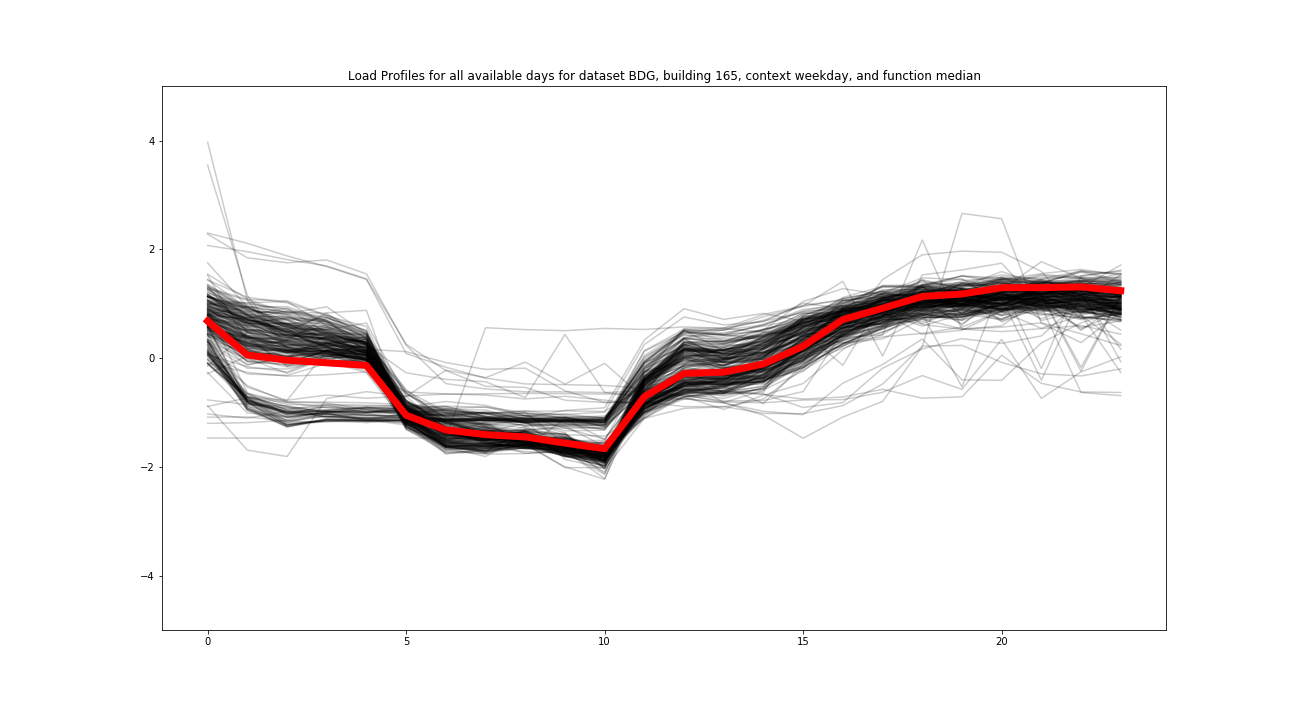 Load Profiles for all available days for dataset BDG, building 165, context weekday, and function median
4
2
0
−2
−4
0 5 10 15 20